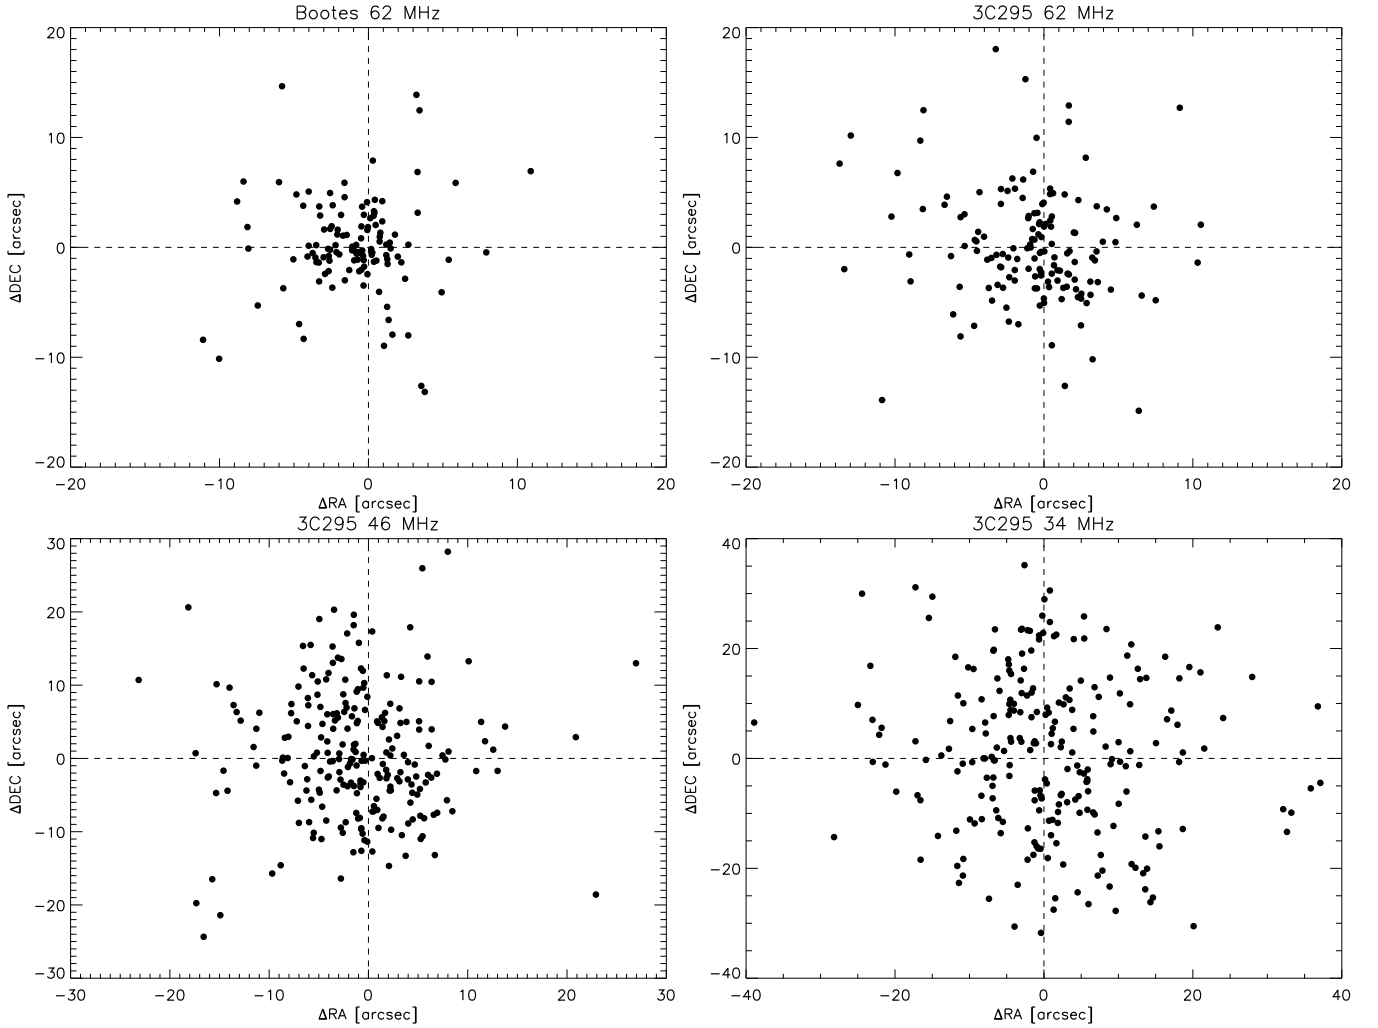 Bootes 62 MHz
20
10
0
−10
−20
ΔDEC [arcsec]
−20 −10 0 10 20
ΔRA [arcsec]
3C295 62 MHz
20
10
0
−10
−20
ΔDEC [arcsec]
−20 −10 0 10 20
ΔRA [arcsec]
3C295 46 MHz
30
20
10
0
−10
−20
−30
ΔDEC [arcsec]
−30 −20 −10 0 10 20 30
ΔRA [arcsec]
3C295 34 MHz
40
20
0
−20
−40
ΔDEC [arcsec]
−40 −20 0 20 40
ΔRA [arcsec]